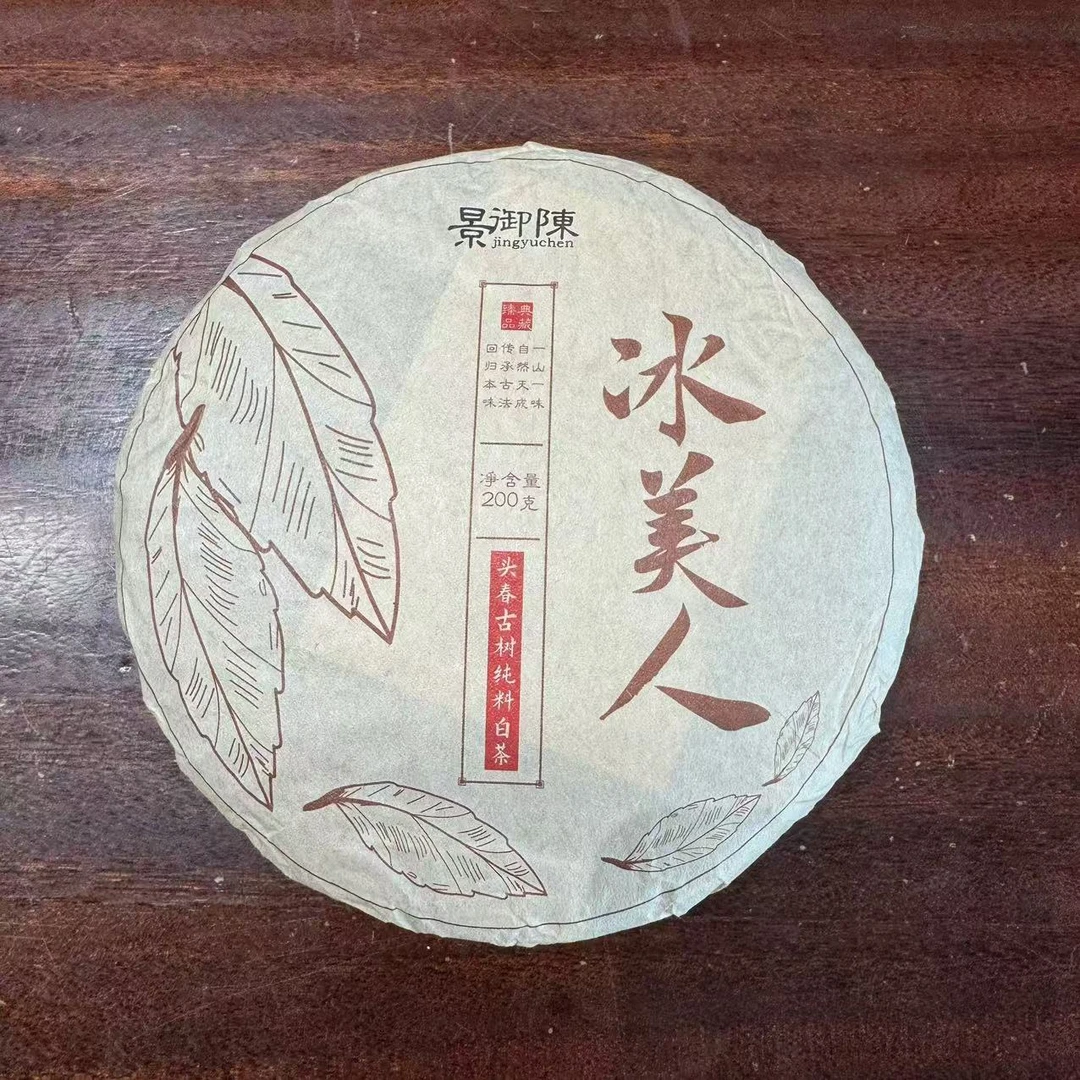 景御陳
jingyuchen
冰美人
典藏
臻品
一山一味
自然天成
传承古法
回归本味
淨含量
200克
头春古树纯料白茶